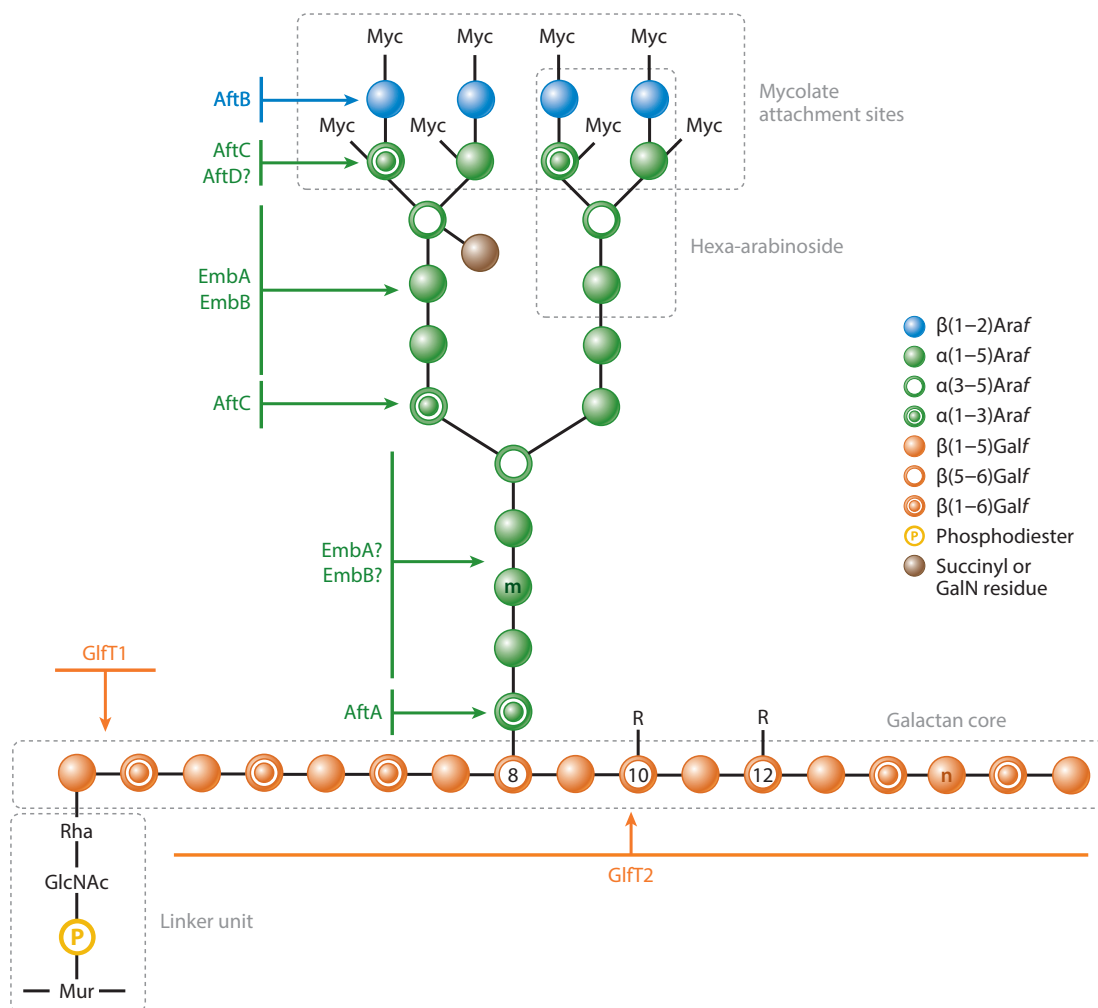 Myc Myc Myc Myc
AftB
Mycolate
attachment sites
Myc Myc Myc Myc
AftC
AftD?
Hexa-arabinoside
EmbA
EmbB
β(1–2)Araf
α(1–5)Araf
α(3–5)Araf
α(1–3)Araf
β(1–5)Galf
β(5–6)Galf
β(1–6)Galf
P Phosphodiester
Succinyl or
GalN residue
AftC
EmbA?
EmbB?
m
GlfT1
AftA
R R
Galactan core
8 10 12 n
Rha
GlcNAc
GlfT2
Linker unit
P
Mur